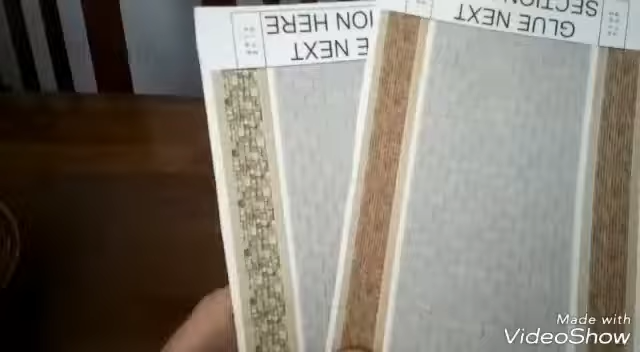 GLUE NEXT
SECTION
E NEXT
ION HERE
Made with
VideoShow